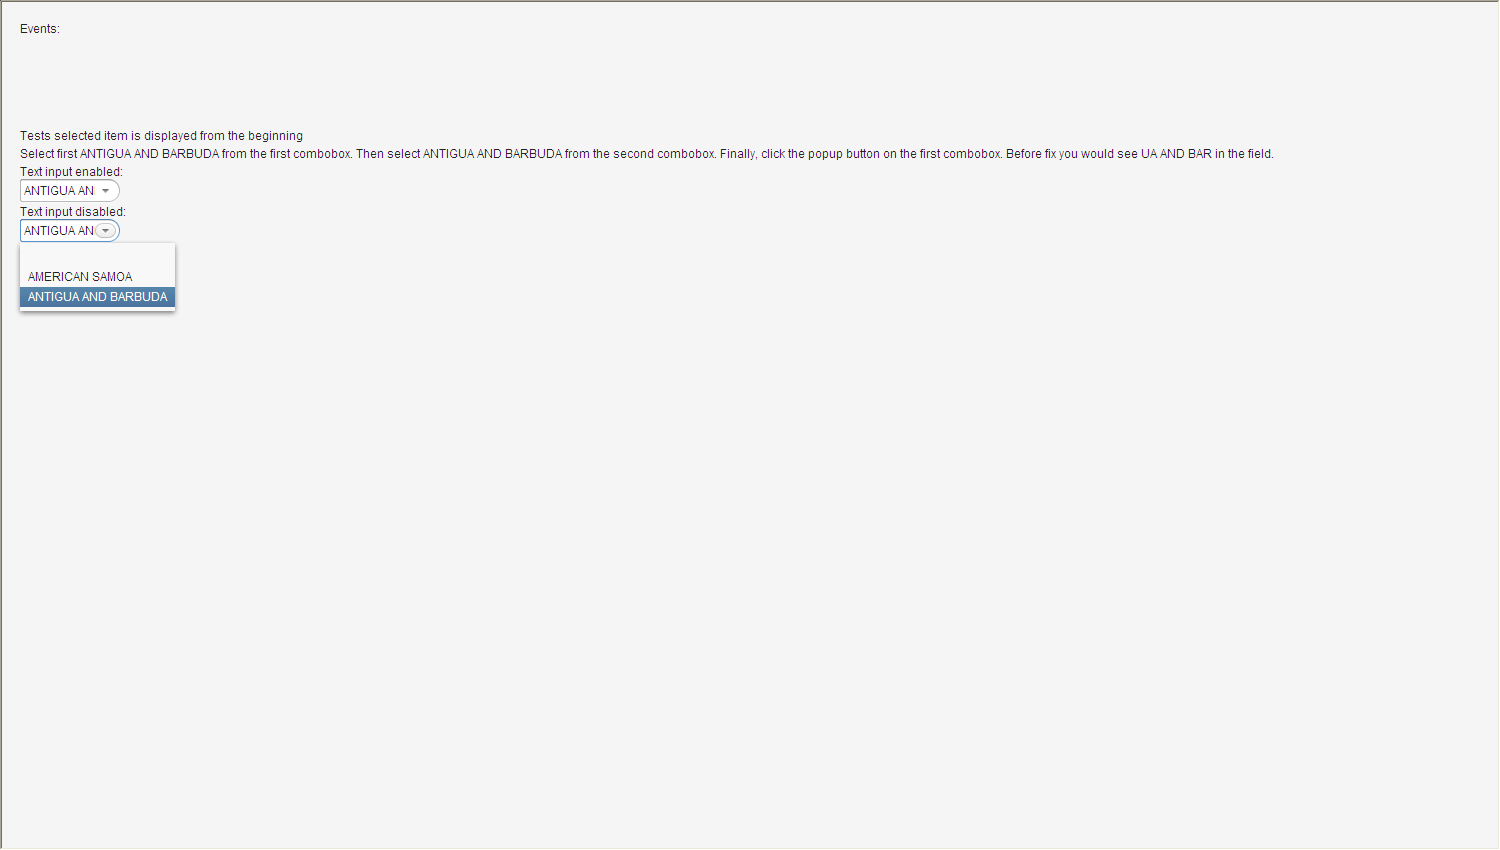 Events:
Tests selected item is displayed from the beginning
Select first ANTIGUA AND BARBUDA from the first combobox. Then select ANTIGUA AND BARBUDA from the second combobox. Finally, click the popup button on the first combobox. Before fix you would see UA AND BAR in the field.
Text input enabled:
ANTIGUA AN
Text input disabled:
ANTIGUA AN
AMERICAN SAMOA
ANTIGUA AND BARBUDA